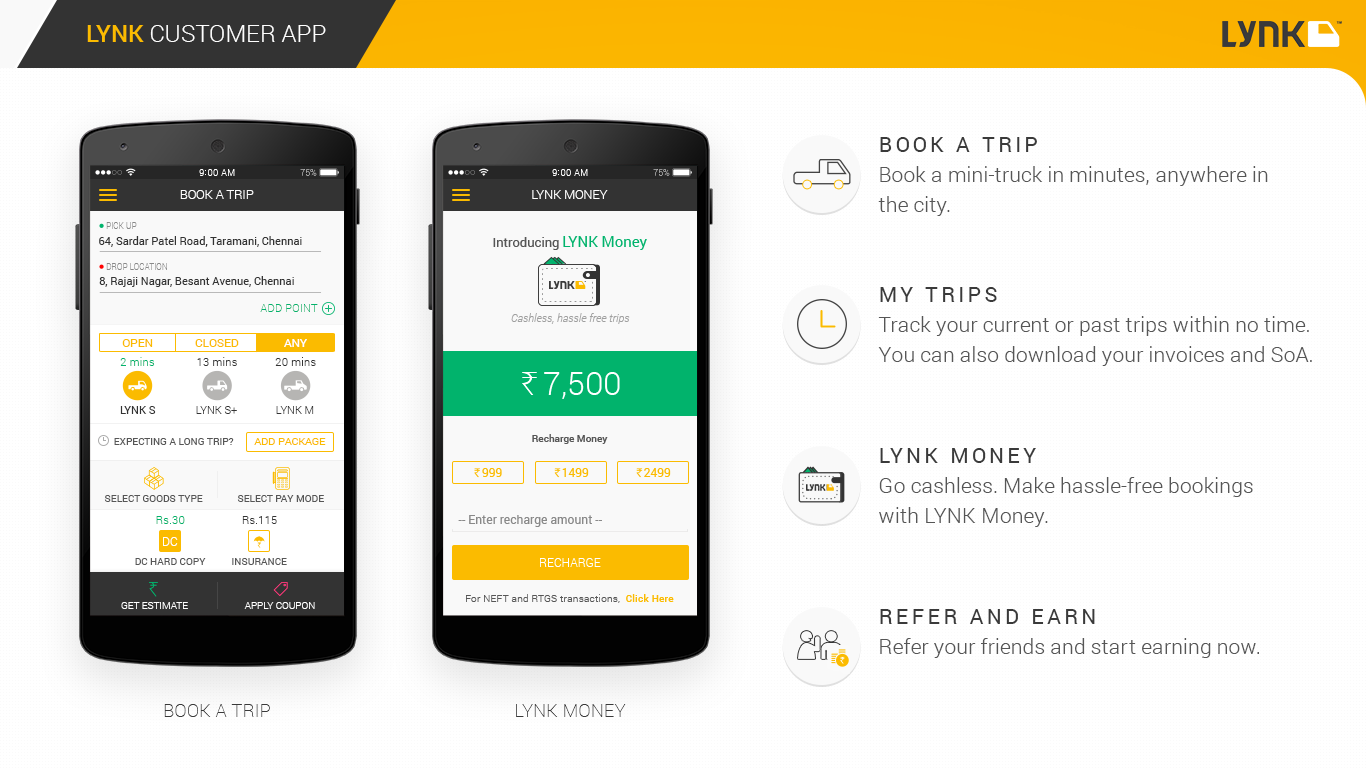 LYNK CUSTOMER APP
LYNK™
9:00 AM
75%
BOOK A TRIP
PICK UP
64, Sardar Patel Road, Taramani, Chennai
DROP LOCATION
8, Rajaji Nagar, Besant Avenue, Chennai
ADD POINT
OPEN CLOSED ANY
2 mins 13 mins 20 mins
LYNK S LYNK S+ LYNK M
EXPECTING A LONG TRIP? ADD PACKAGE
SELECT GOODS TYPE SELECT PAY MODE
Rs.30 Rs.115
DC
DC HARD COPY INSURANCE
₹
GET ESTIMATE APPLY COUPON
BOOK A TRIP
9:00 AM
75%
LYNK MONEY
Introducing LYNK Money
LYNK
Cashless, hassle free trips
₹ 7,500
Recharge Money
₹ 999 ₹ 1499 ₹ 2499
-- Enter recharge amount --
RECHARGE
For NEFT and RTGS transactions, Click Here
LYNK MONEY
BOOK A TRIP
Book a mini-truck in minutes, anywhere in
the city.
MY TRIPS
Track your current or past trips within no time.
You can also download your invoices and SoA.
LYNK
LYNK MONEY
Go cashless. Make hassle-free bookings
with LYNK Money.
₹
REFER AND EARN
Refer your friends and start earning now.